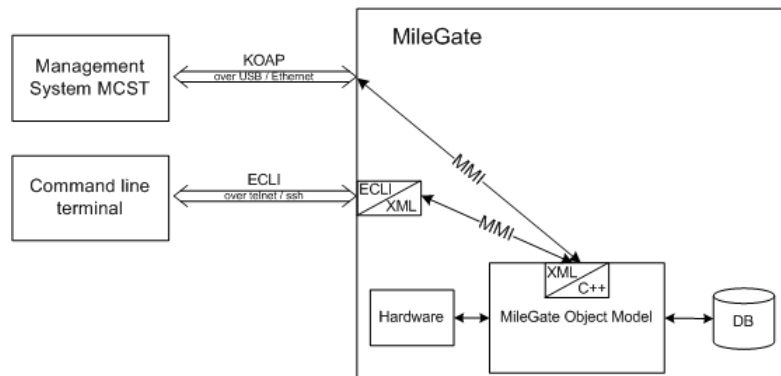 MileGate
Management
System MCST
KOAP
over USB / Ethernet
Command line
terminal
ECLI
over telnet / ssh
ECLI
XML
MMI
MMI
XML
C++
Hardware
MileGate Object Model
DB